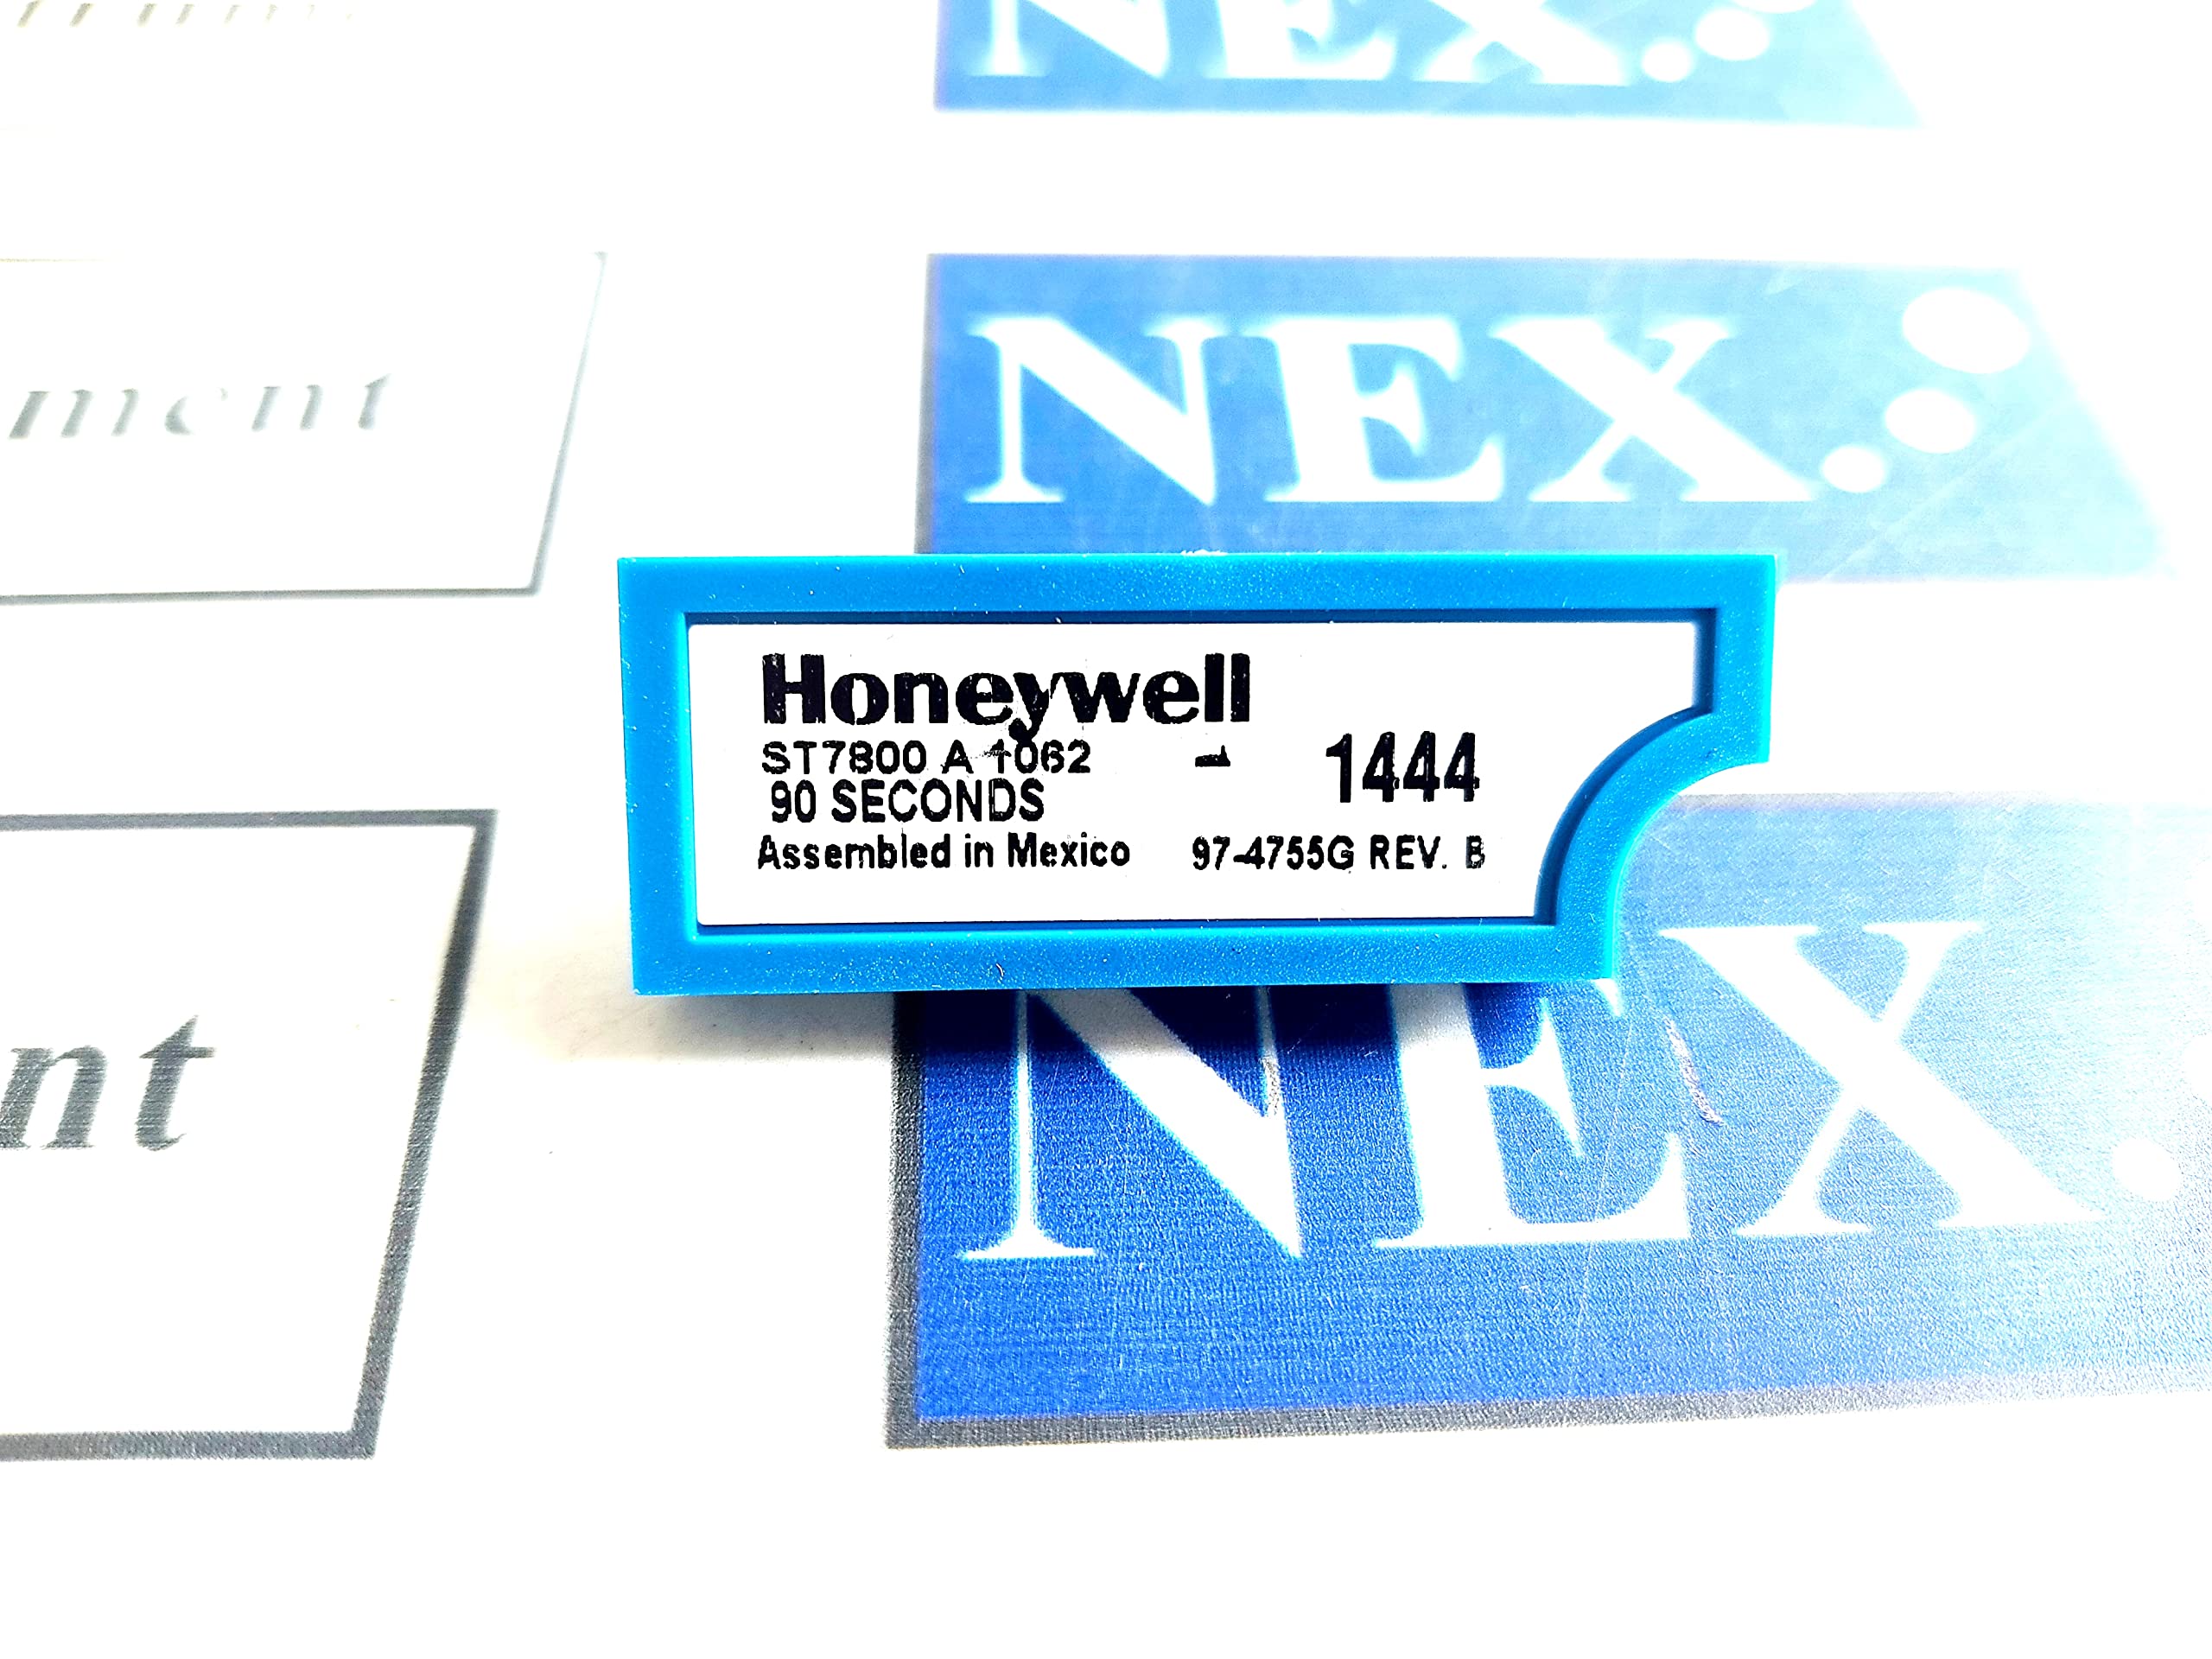 NEX.
ment
NEX.
Honeywell
ST7800 A 1062
1444
90 SECONDS
Assembled in Mexico 97-4755G REV. B
nt
NEX.